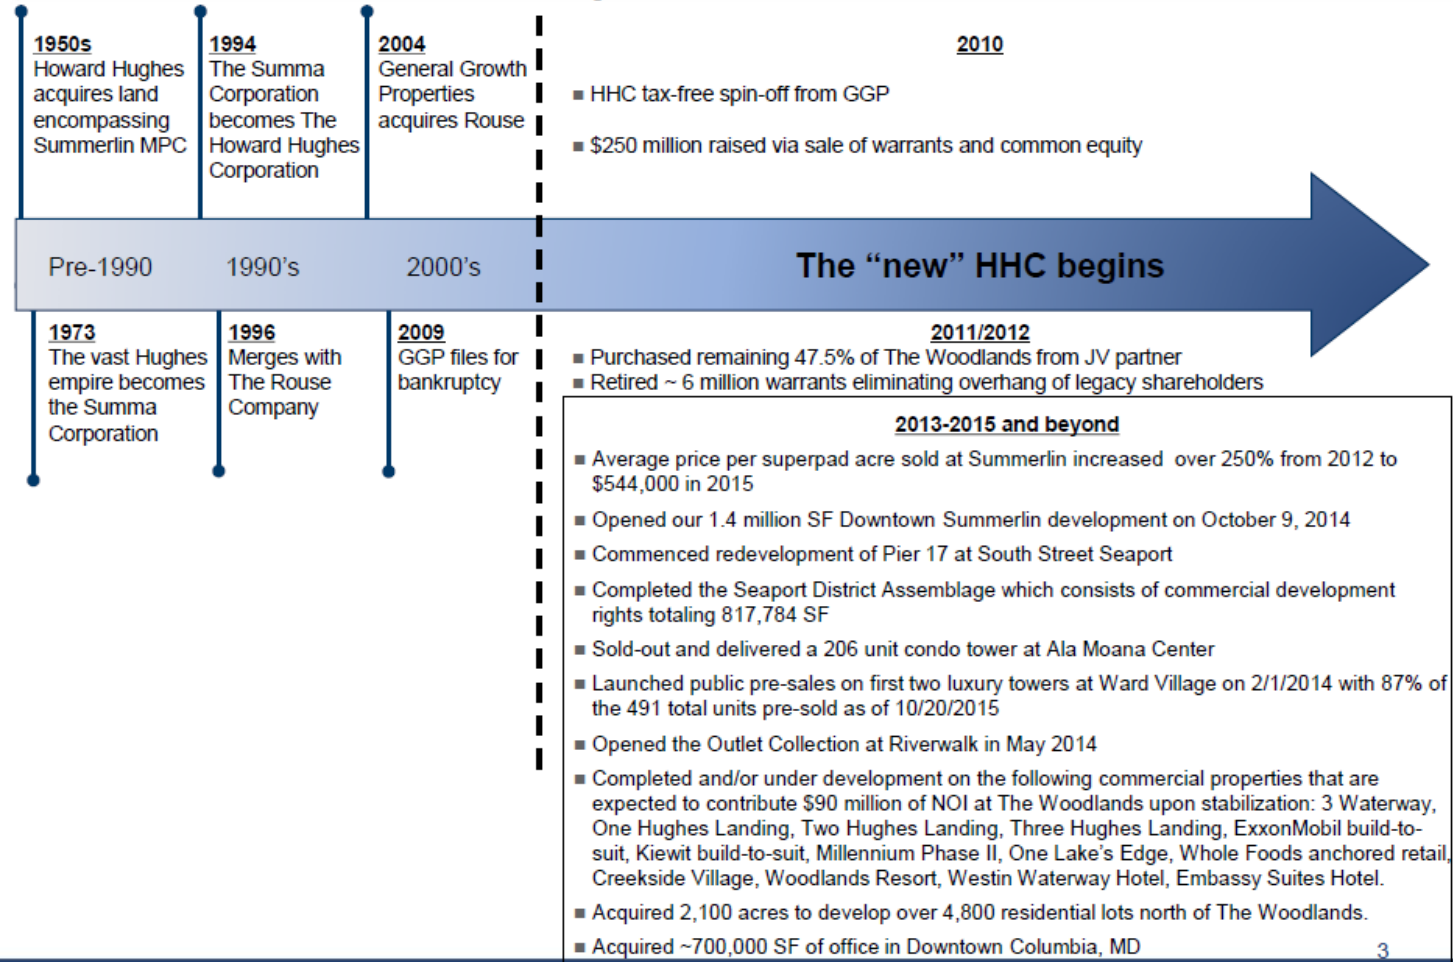 1950s
Howard Hughes
acquires land
encompassing
Summerlin MPC
1994
The Summa
Corporation
becomes The
Howard Hughes
Corporation
2004
General Growth
Properties
acquires Rouse
2010
■ HHC tax-free spin-off from GGP
■ $250 million raised via sale of warrants and common equity
Pre-1990
1990's
2000's
The “new” HHC begins
1973
The vast Hughes
empire becomes
the Summa
Corporation
1996
Merges with
The Rouse
Company
2009
GGP files for
bankruptcy
2011/2012
■ Purchased remaining 47.5% of The Woodlands from JV partner
■ Retired ~ 6 million warrants eliminating overhang of legacy shareholders
2013-2015 and beyond
■ Average price per superpad acre sold at Summerlin increased over 250% from 2012 to
$544,000 in 2015
■ Opened our 1.4 million SF Downtown Summerlin development on October 9, 2014
■ Commenced redevelopment of Pier 17 at South Street Seaport
■ Completed the Seaport District Assemblage which consists of commercial development
rights totaling 817,784 SF
■ Sold-out and delivered a 206 unit condo tower at Ala Moana Center
■ Launched public pre-sales on first two luxury towers at Ward Village on 2/1/2014 with 87% of
the 491 total units pre-sold as of 10/20/2015
■ Opened the Outlet Collection at Riverwalk in May 2014
■ Completed and/or under development on the following commercial properties that are
expected to contribute $90 million of NOI at The Woodlands upon stabilization: 3 Waterway,
One Hughes Landing, Two Hughes Landing, Three Hughes Landing, ExxonMobil build-to-
suit, Kiewit build-to-suit, Millennium Phase II, One Lake's Edge, Whole Foods anchored retail,
Creekside Village, Woodlands Resort, Westin Waterway Hotel, Embassy Suites Hotel.
■ Acquired 2,100 acres to develop over 4,800 residential lots north of The Woodlands.
■ Acquired ~700,000 SF of office in Downtown Columbia, MD
3